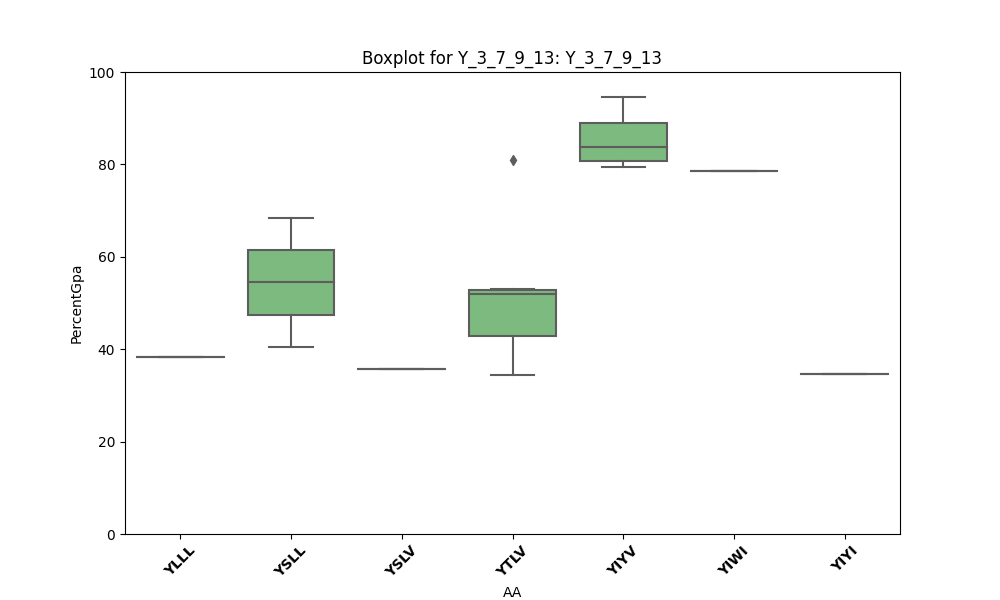 Boxplot for Y_3_7_9_13: Y_3_7_9_13
100
80
60
40
20
0
PercentGpa
YLLL YSLL YSLV YTLV YIYV YIWI YIYI
AA